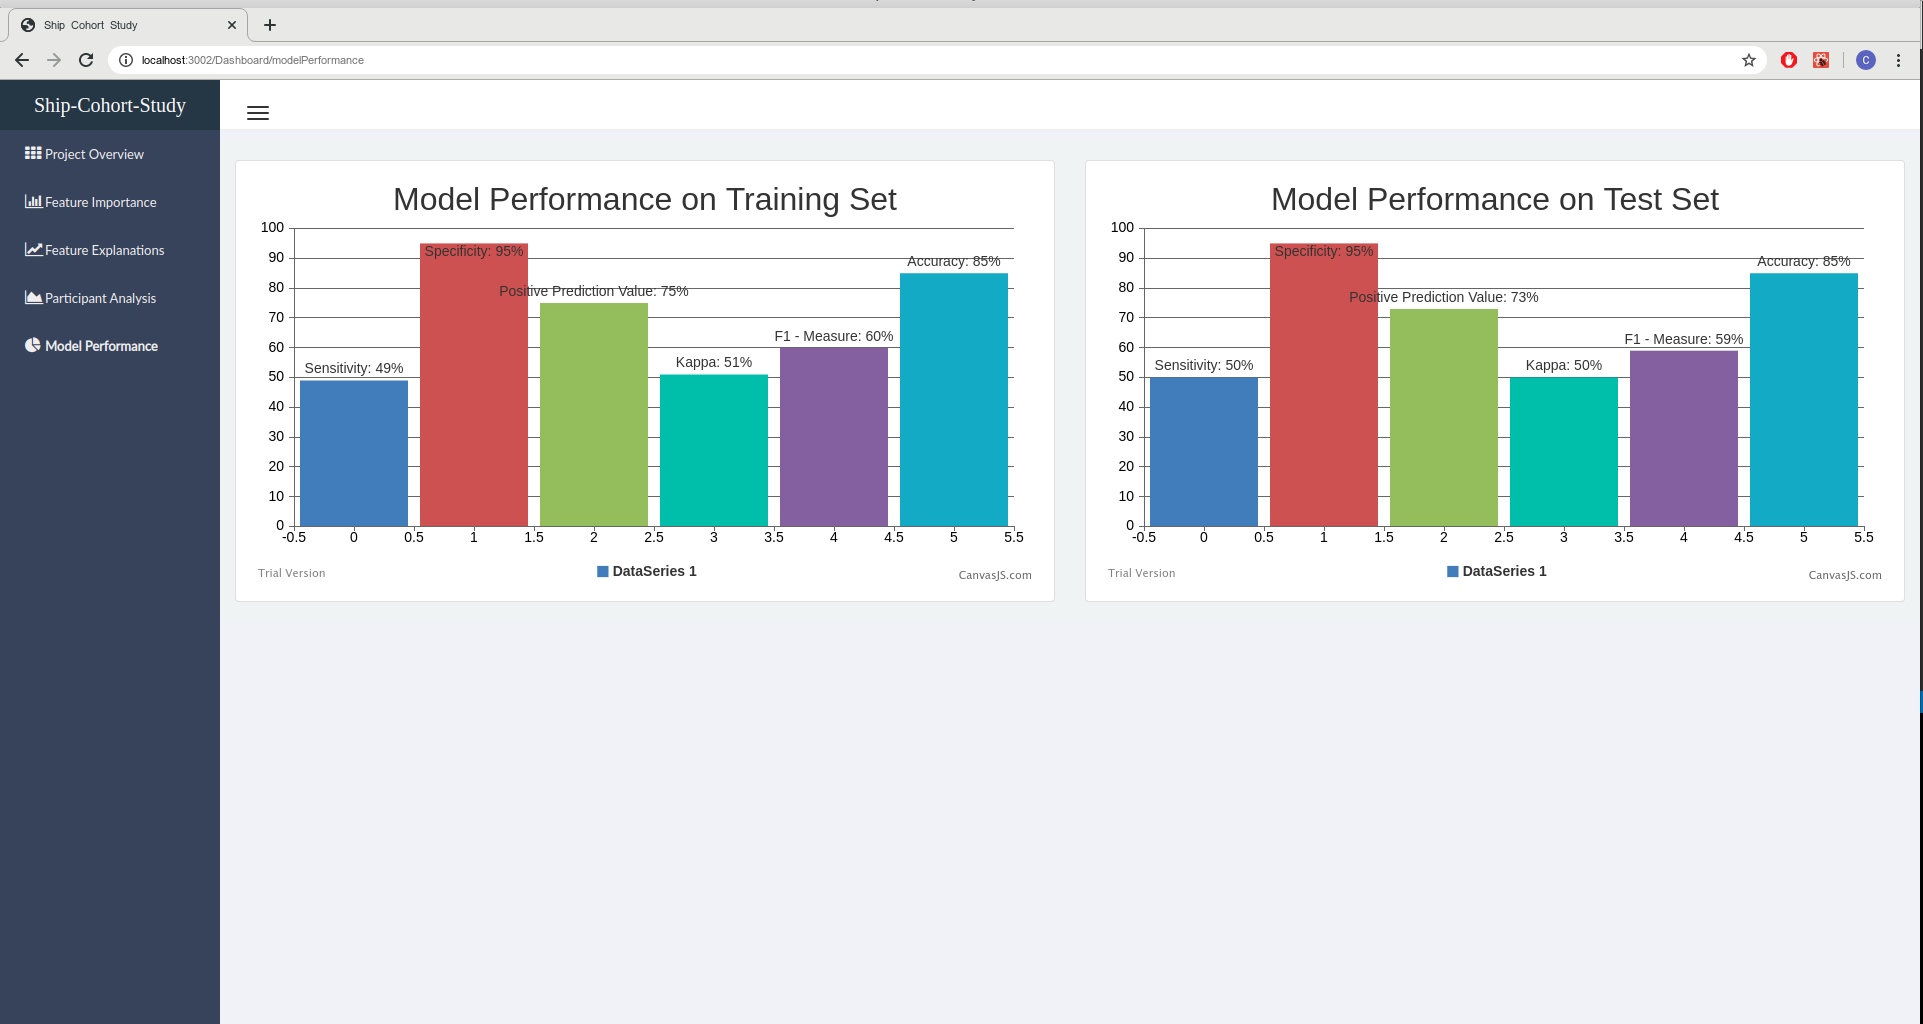 Ship Cohort Study
localhost:3002/Dashboard/modelPerformance
C
Ship-Cohort-Study
Project Overview
Feature Importance
Feature Explanations
Participant Analysis
Model Performance
Model Performance on Training Set
100
90
80
70
60
50
40
30
20
10
0
Sensitivity: 49%
Specificity: 95%
Positive Prediction Value: 75%
Kappa: 51%
F1 - Measure: 60%
Accuracy: 85%
-0.5 0 0.5 1 1.5 2 2.5 3 3.5 4 4.5 5 5.5
Trial Version
DataSeries 1
CanvasJS.com
Model Performance on Test Set
100
90
80
70
60
50
40
30
20
10
0
Sensitivity: 50%
Specificity: 95%
Positive Prediction Value: 73%
Kappa: 50%
F1 - Measure: 59%
Accuracy: 85%
-0.5 0 0.5 1 1.5 2 2.5 3 3.5 4 4.5 5 5.5
Trial Version
DataSeries 1
CanvasJS.com